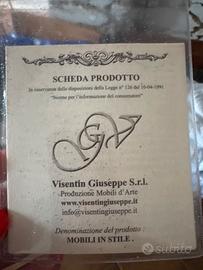 SCHEDA PRODOTTO
In osservanza delle disposizioni della Legge n° 126 del 10-04-1991
"Norme per l'informazione del consumatore"
GV
Visentin Giuseppe S.r.l.
Produzione Mobili d'Arte
www.visentingiuseppe.it
info@visentingiuseppe.it
Denominazione del prodotto:
MOBILI IN STILE .
subito